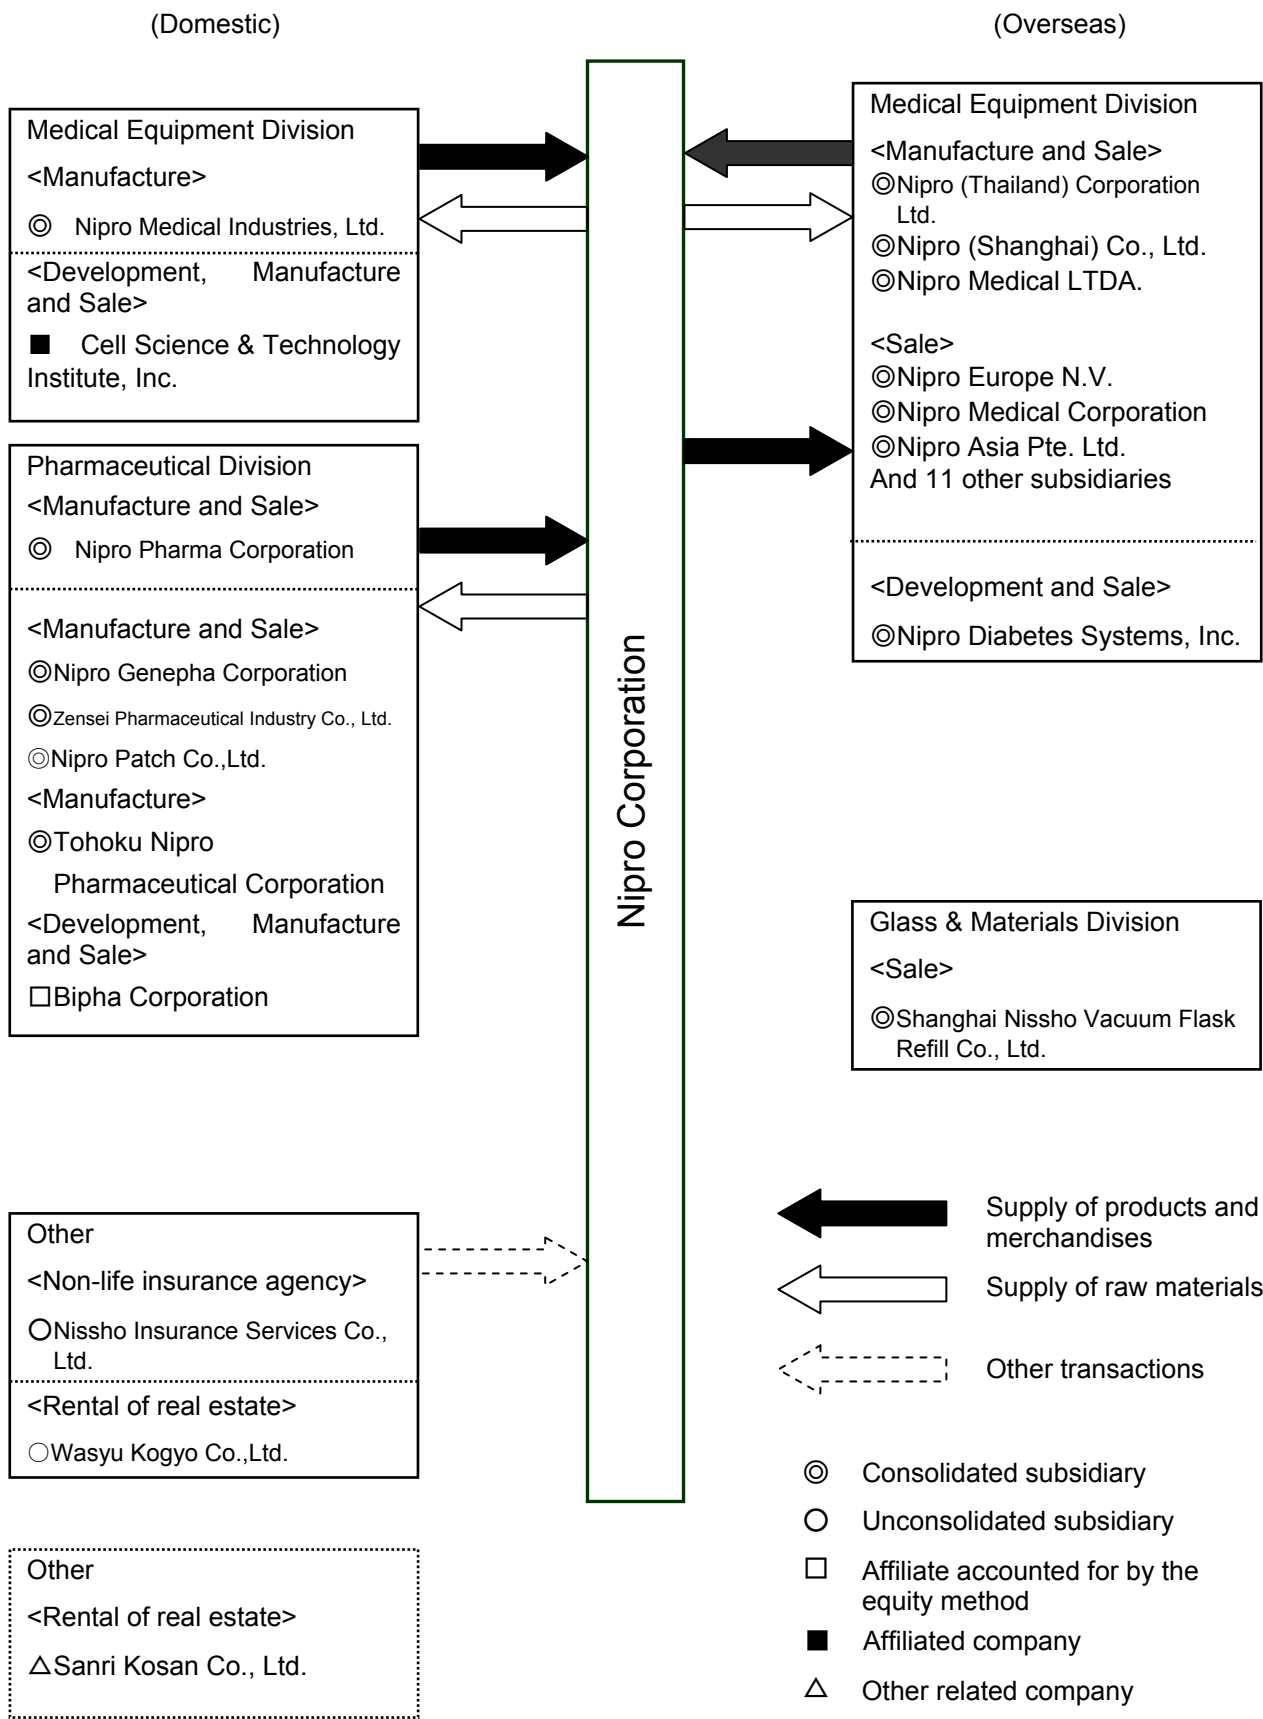 (Domestic)
(Overseas)
Medical Equipment Division
<Manufacture>
◎ Nipro Medical Industries, Ltd.
<Development, Manufacture
and Sale>
■ Cell Science & Technology
Institute, Inc.
Pharmaceutical Division
<Manufacture and Sale>
◎ Nipro Pharma Corporation
<Manufacture and Sale>
◎Nipro Genepha Corporation
◎Zensei Pharmaceutical Industry Co., Ltd.
◎Nipro Patch Co.,Ltd.
<Manufacture>
◎Tohoku Nipro
Pharmaceutical Corporation
<Development, Manufacture
and Sale>
□Bipha Corporation
Other
<Non-life insurance agency>
○Nissho Insurance Services Co.,
Ltd.
<Rental of real estate>
○Wasyu Kogyo Co.,Ltd.
Other
<Rental of real estate>
△Sanri Kosan Co., Ltd.
Nipro Corporation
Medical Equipment Division
<Manufacture and Sale>
◎Nipro (Thailand) Corporation
Ltd.
◎Nipro (Shanghai) Co., Ltd.
◎Nipro Medical LTDA.
<Sale>
◎Nipro Europe N.V.
◎Nipro Medical Corporation
◎Nipro Asia Pte. Ltd.
And 11 other subsidiaries
<Development and Sale>
◎Nipro Diabetes Systems, Inc.
Glass & Materials Division
<Sale>
◎Shanghai Nissho Vacuum Flask
Refill Co., Ltd.
Supply of products and
merchandises
Supply of raw materials
Other transactions
◎ Consolidated subsidiary
○ Unconsolidated subsidiary
□ Affiliate accounted for by the
equity method
■ Affiliated company
△ Other related company